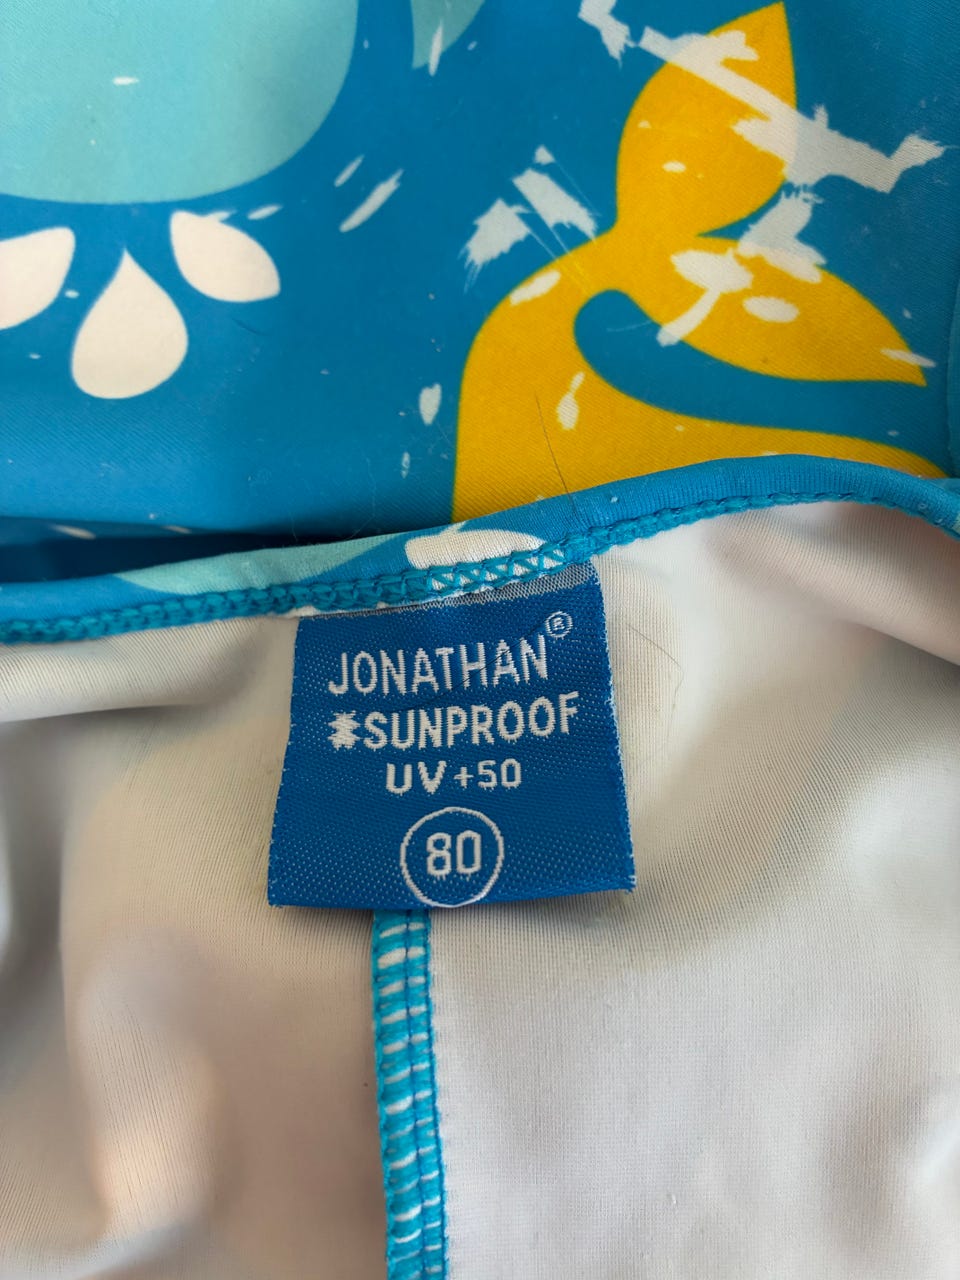 JONATHAN®
SUNPROOF
UV+50
80